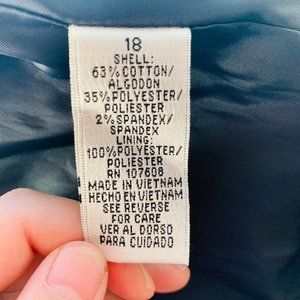 18
SHELL:
63% COTTON/
ALGODON
35% POLYESTER/
POLIESTER
2% SPANDEX/
SPANDEX
LINING:
100% POLYESTER/
POLIESTER
RN 107608
MADE IN VIETNAM
HECHO EN VIETNAM
SEE REVERSE
FOR CARE
VER AL DORSO
PARA CUIDADO